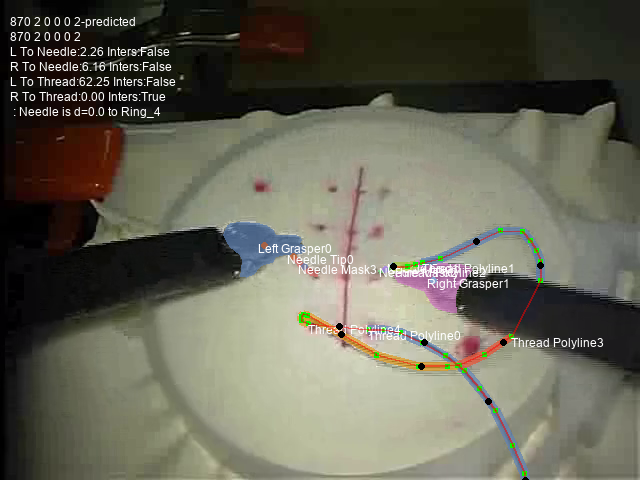 870 2 0 0 0 2-predicted
870 2 0 0 0 2
L To Needle:2.26 Inters:False
R To Needle:6.16 Inters:False
L To Thread:62.25 Inters:False
R To Thread:0.00 Inters:True
: Needle is d=0.0 to Ring_4
Left Grasper0
Needle Tip0
Needle Mask3
Polyline1
Right Grasper1
Thread Polyline4
Thread Polyline0
Thread Polyline3